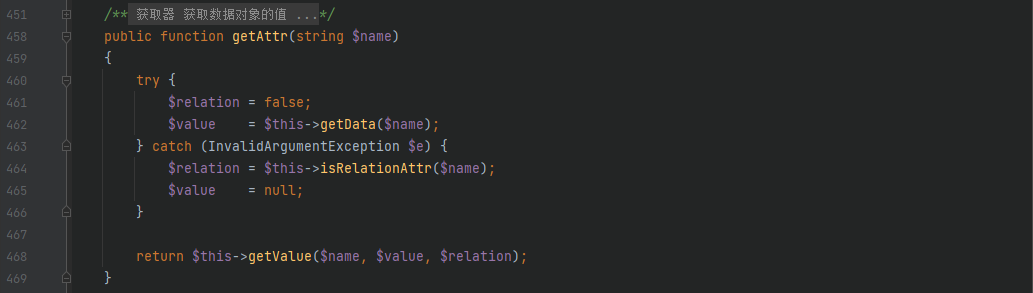 451 /** 获取器 获取数据对象的值 ...*/
458 public function getAttr(string $name)
459 {
460 try {
461 $relation = false;
462 $value    = $this->getData($name);
463 } catch (InvalidArgumentException $e) {
464 $relation = $this->isRelationAttr($name);
465 $value    = null;
466 }
467
468 return $this->getValue($name, $value, $relation);
469 }